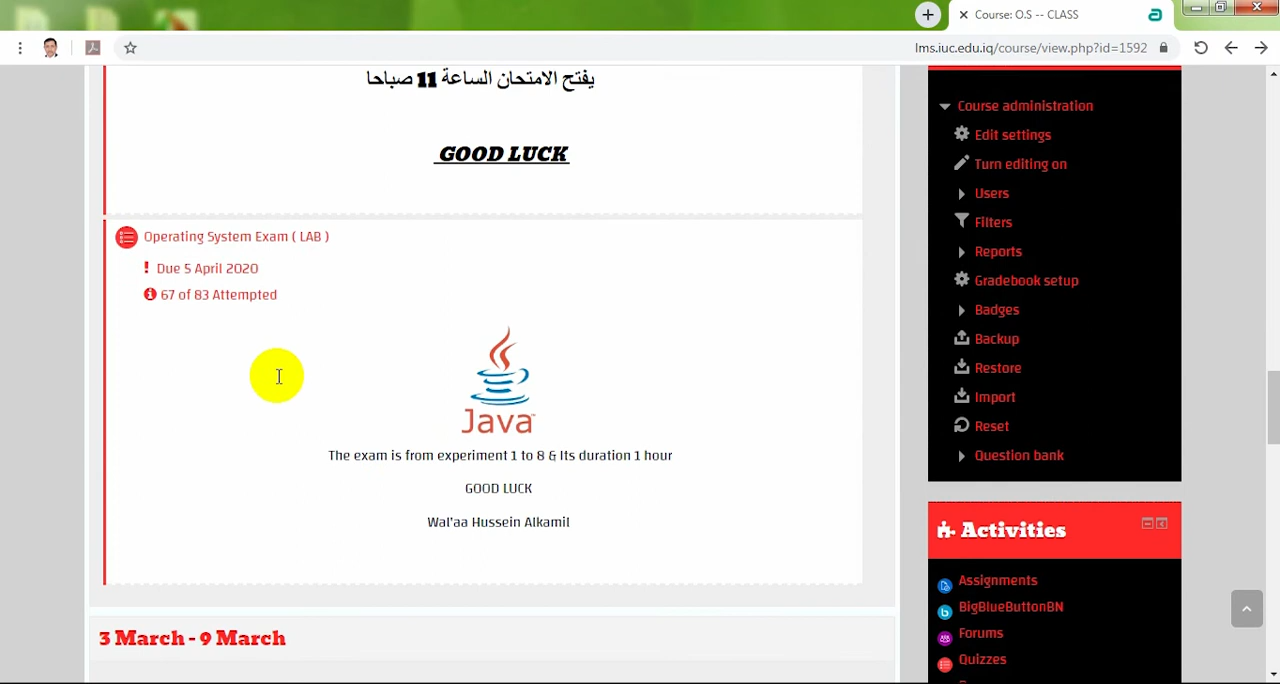 Course: O.S -- CLASS
lms.iuc.edu.iq/course/view.php?id=1592
يفتح الامتحان الساعة 11 صباحا
GOOD LUCK
Operating System Exam ( LAB )
Due 5 April 2020
67 of 83 Attempted
Java™
The exam is from experiment 1 to 8 & Its duration 1 hour
GOOD LUCK
Wal'aa Hussein Alkamil
3 March - 9 March
Course administration
Edit settings
Turn editing on
Users
Filters
Reports
Gradebook setup
Badges
Backup
Restore
Import
Reset
Question bank
Activities
Assignments
BigBlueButtonBN
Forums
Quizzes